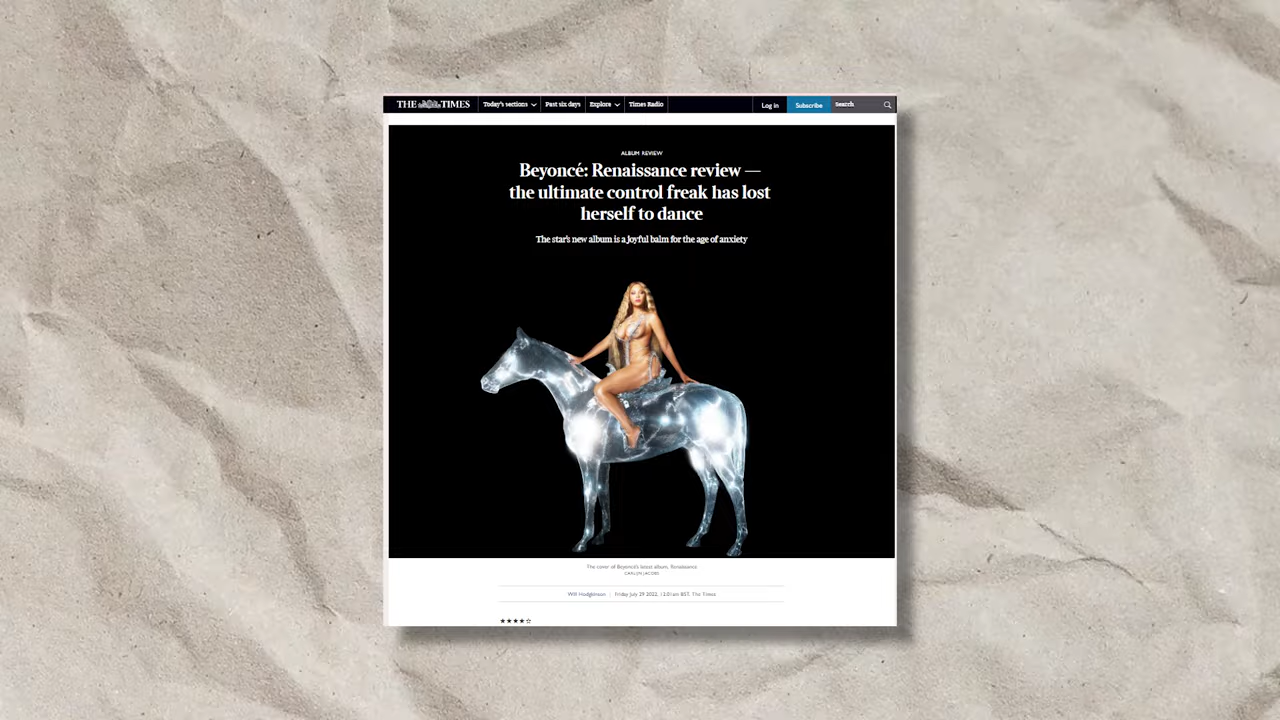 THE TIMES
Today's sections
Past six days
Explore
Times Radio
Log in
Subscribe
Search
ALBUM REVIEW
Beyoncé: Renaissance review —
the ultimate control freak has lost
herself to dance
The star's new album is a joyful balm for the age of anxiety
The cover of Beyoncé's latest album, Renaissance
CARLIJN JACOBS
Will Hodgkinson | Friday July 29 2022, 12.01am BST, The Times
★★★★☆